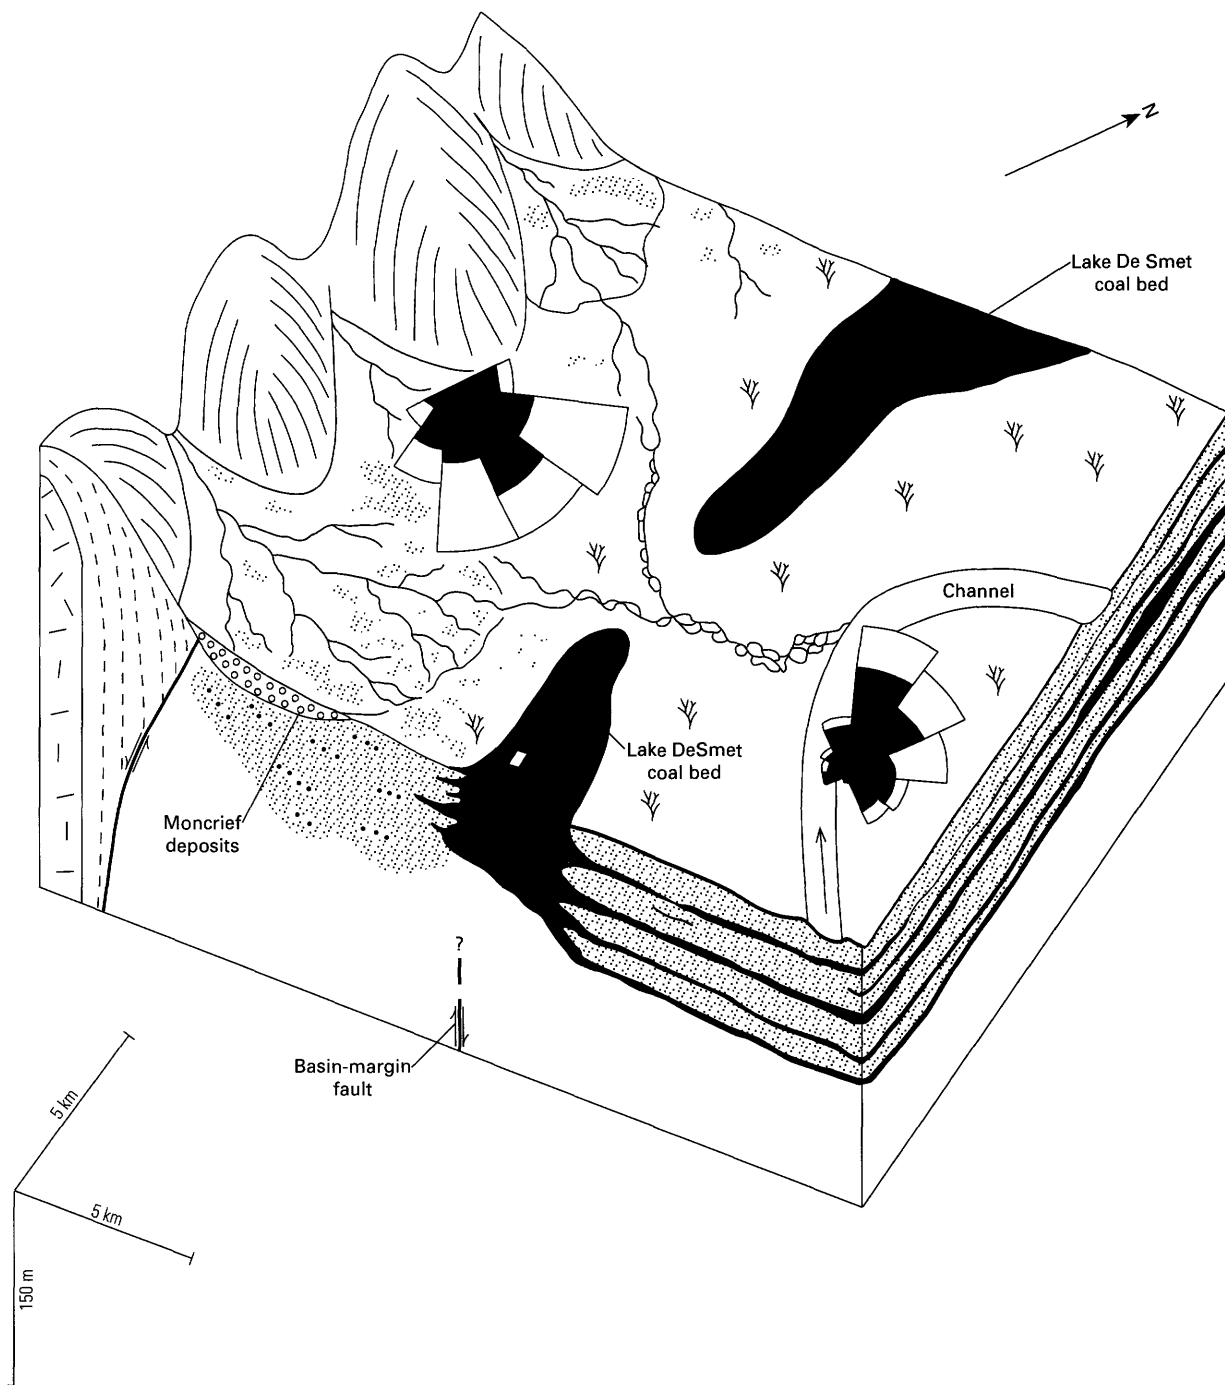 N
Lake De Smet
coal bed
Channel
Lake DeSmet
coal bed
Moncrief
deposits
?
Basin-margin
fault
5 km
5 km
150 m